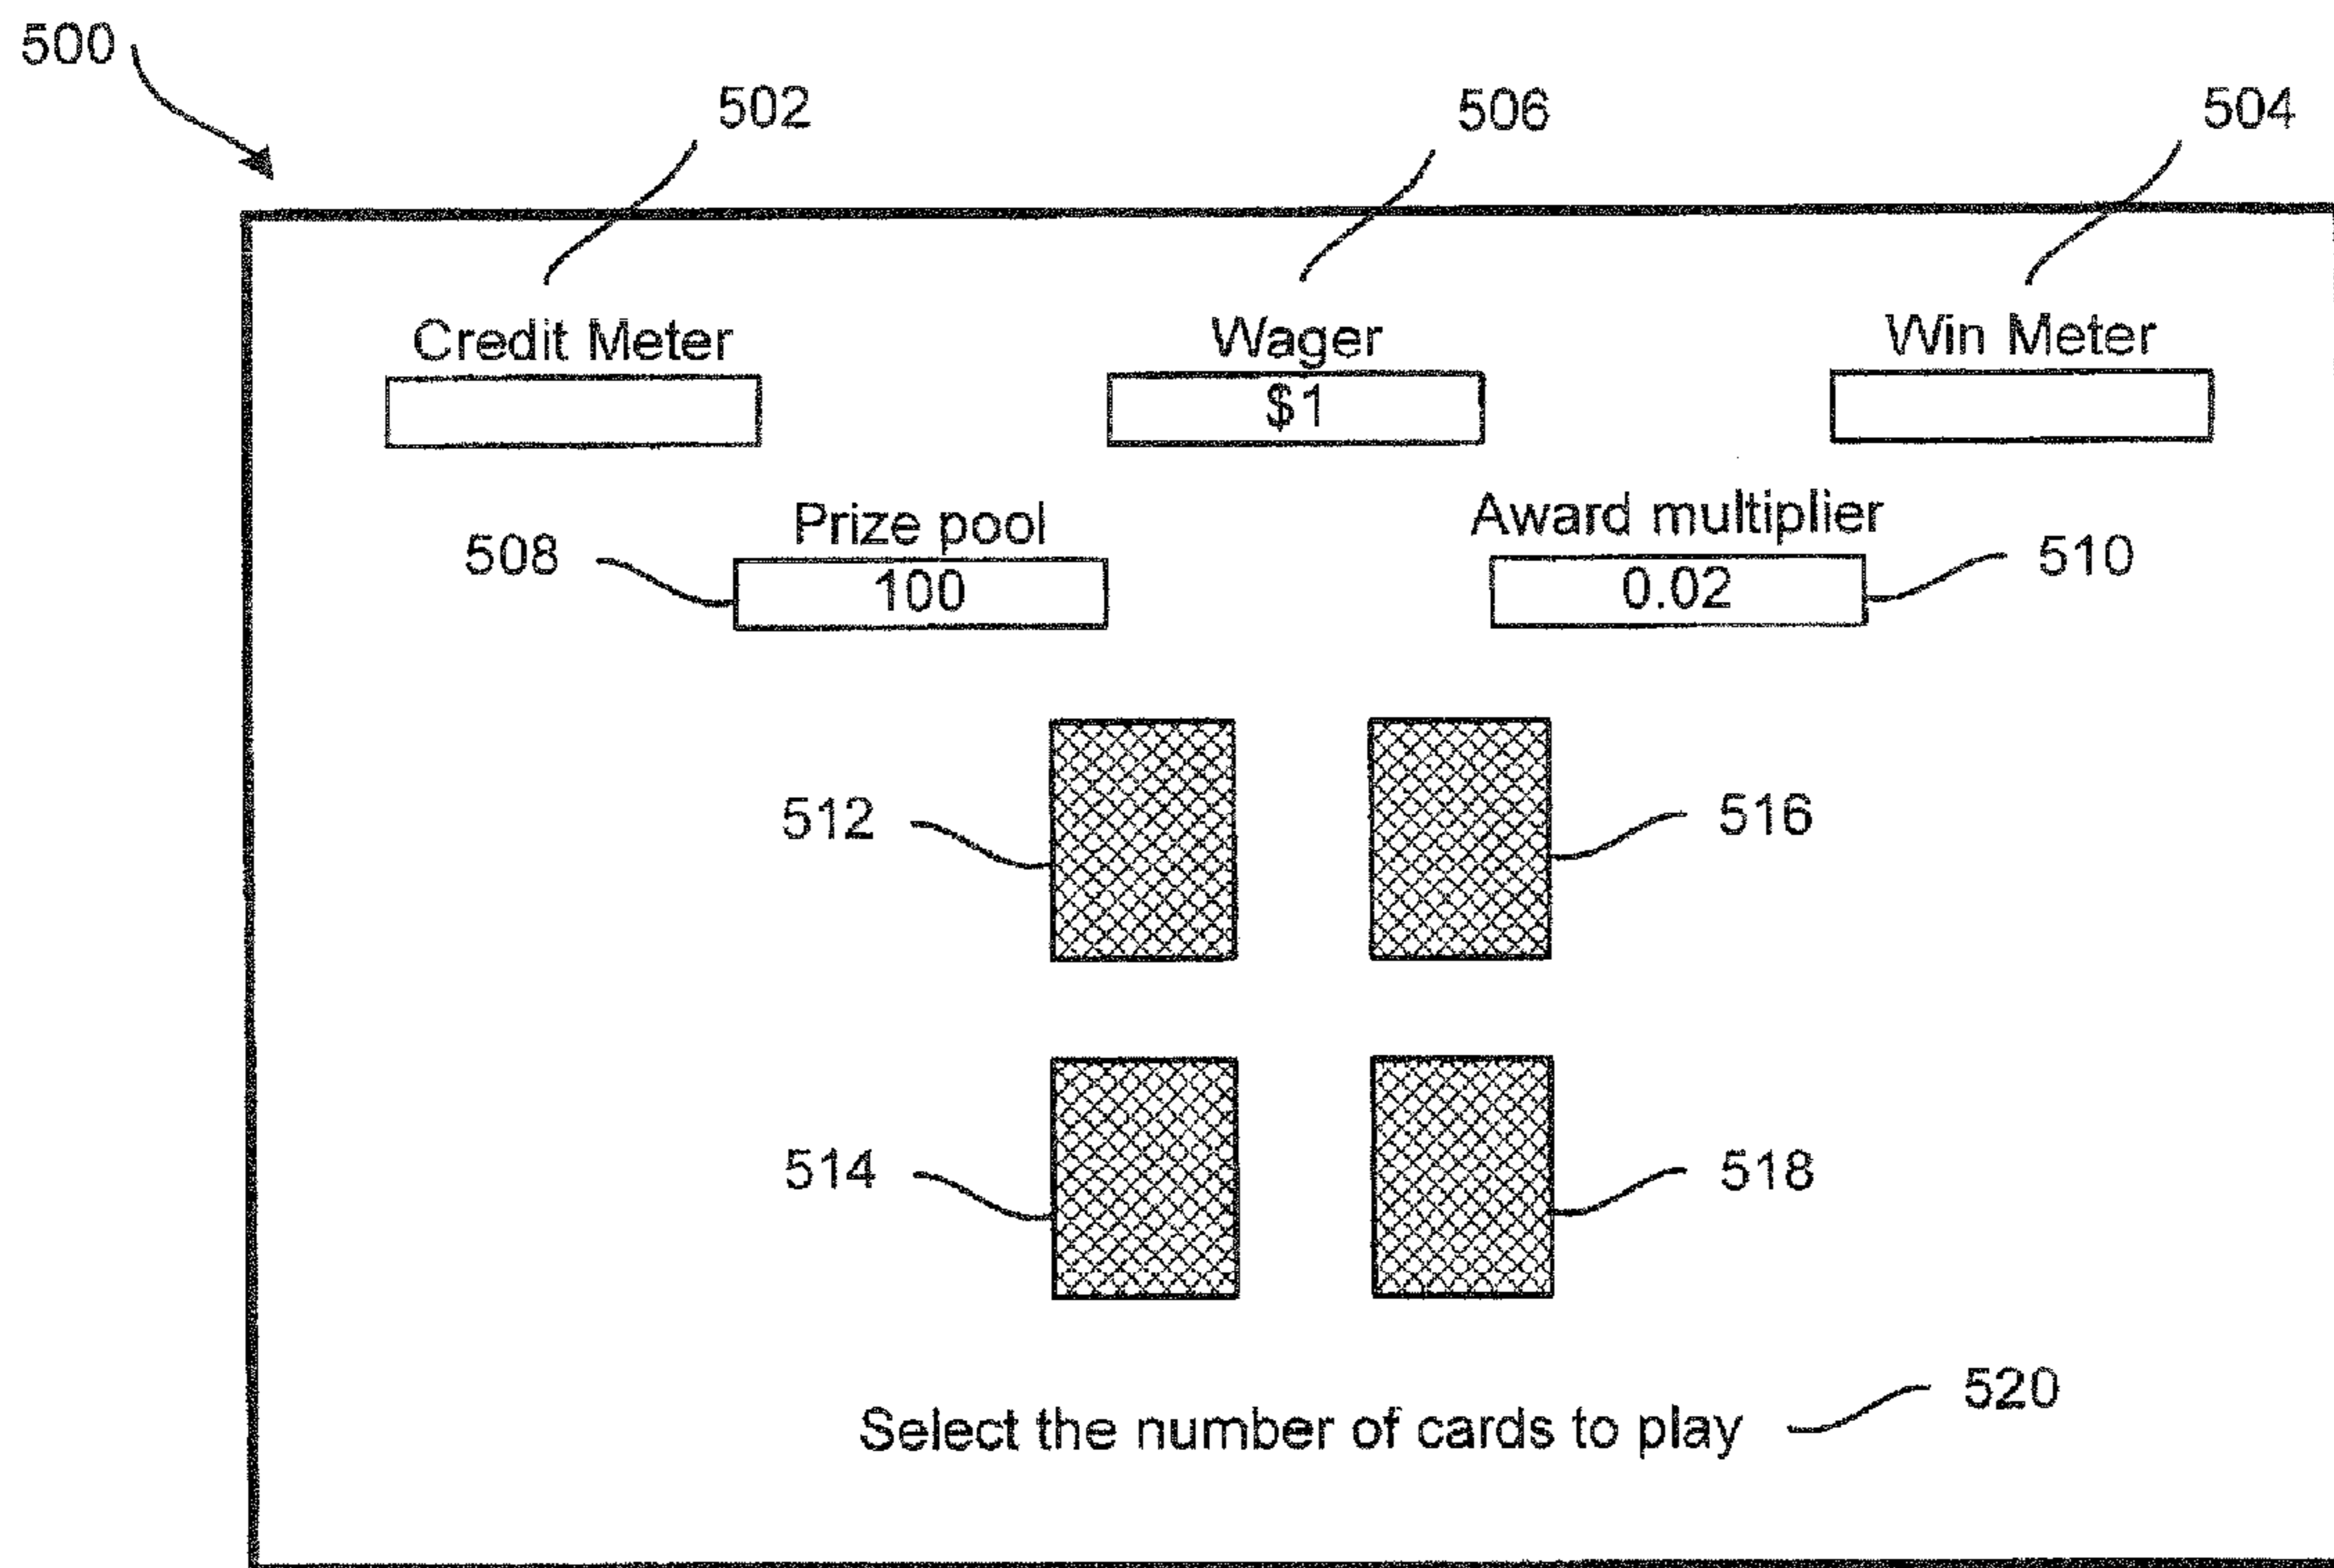 500
502 506 504
Credit Meter Wager Win Meter
$1
Prize pool Award multiplier
508 100 0.02 510
512 516
514 518
520
Select the number of cards to play